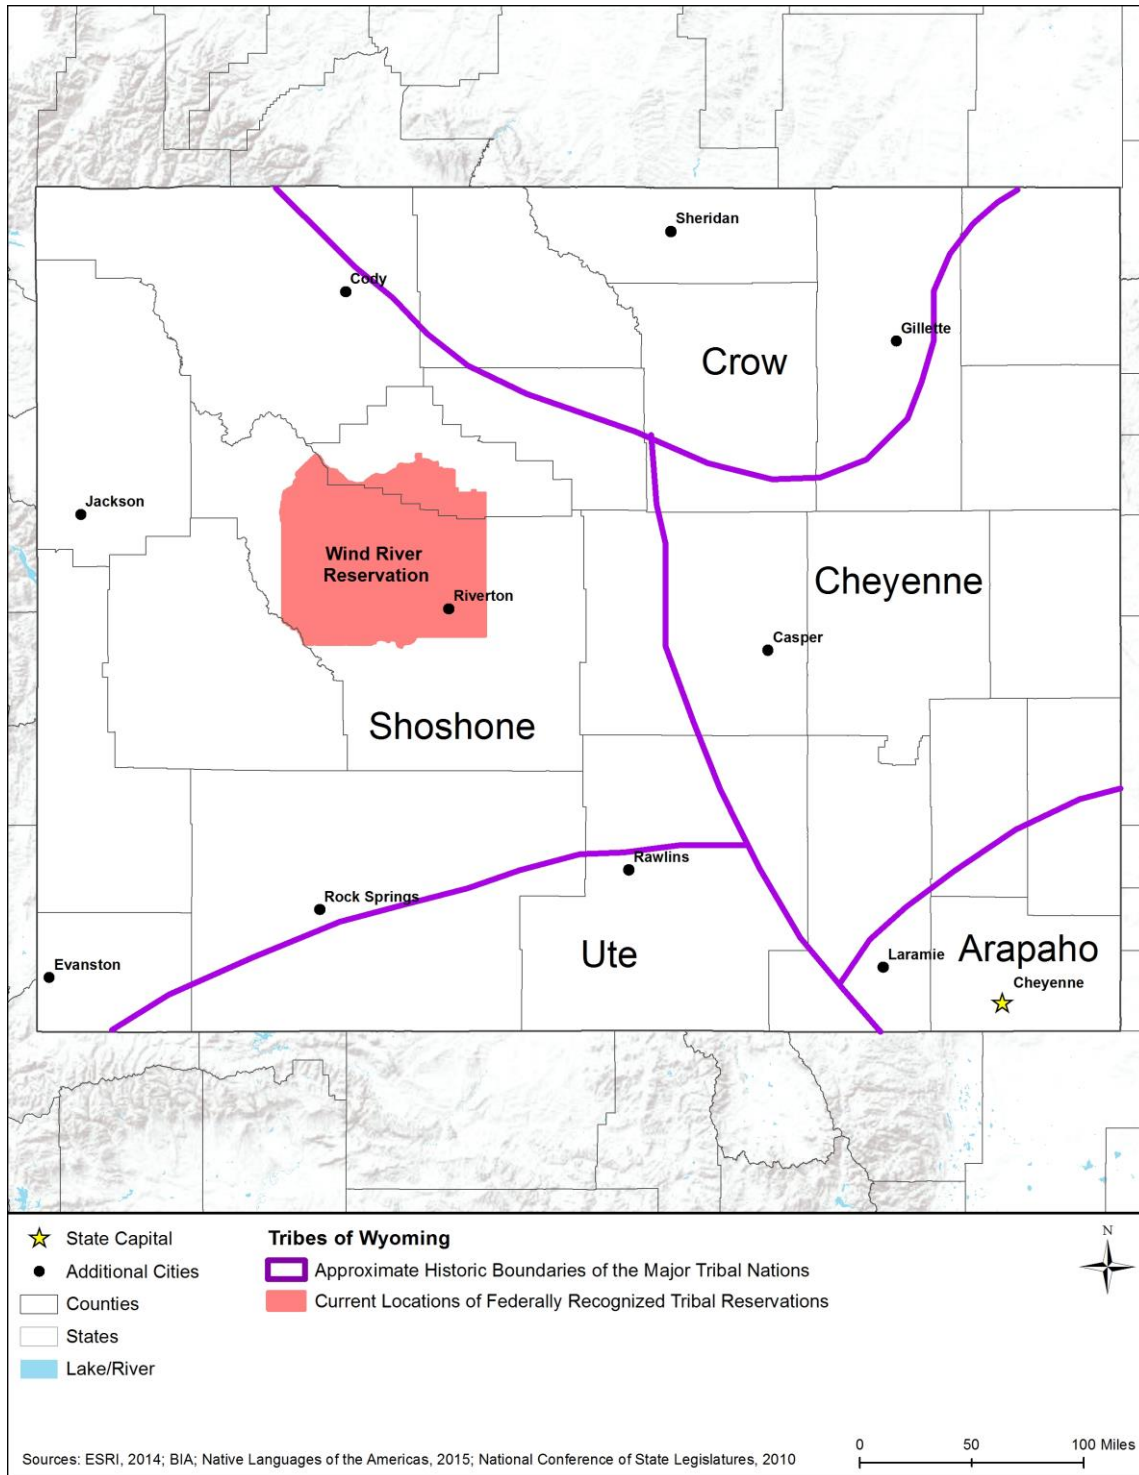 Sheridan
Cody
Gillette
Crow
Jackson
Wind River
Reservation
Riverton
Cheyenne
Casper
Shoshone
Rawlins
Rock Springs
Ute
Evanston
Laramie
Arapaho
Cheyenne
State Capital
Additional Cities
Counties
States
Lake/River
Tribes of Wyoming
Approximate Historic Boundaries of the Major Tribal Nations
Current Locations of Federally Recognized Tribal Reservations
N
0 50 100 Miles
Sources: ESRI, 2014; BIA; Native Languages of the Americas, 2015; National Conference of State Legislatures, 2010